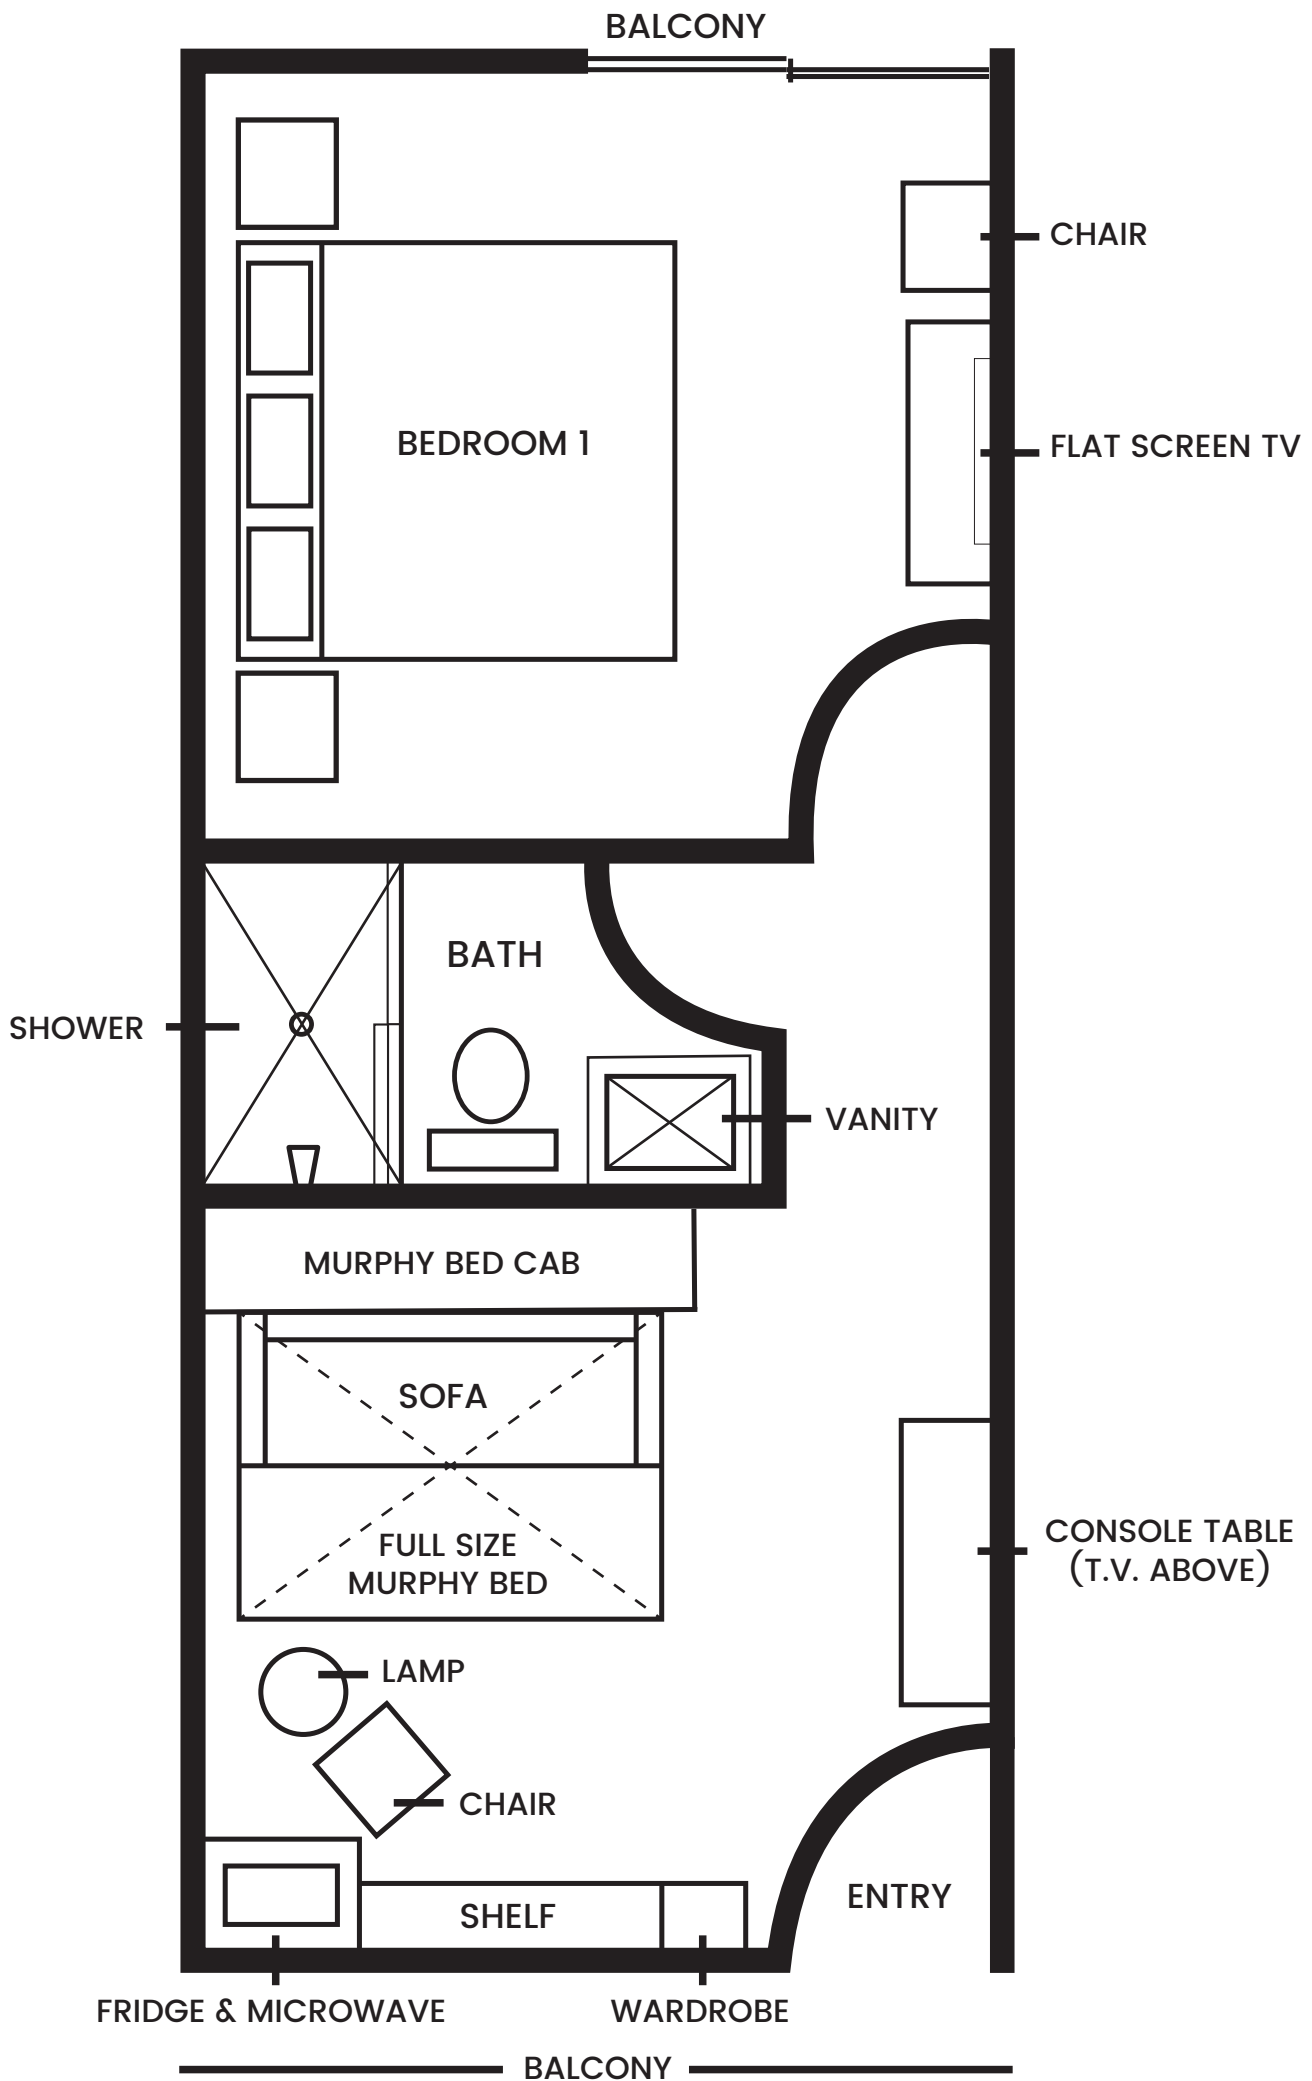 BALCONY
CHAIR
BEDROOM 1
FLAT SCREEN TV
BATH
SHOWER
VANITY
MURPHY BED CAB
SOFA
FULL SIZE
MURPHY BED
CONSOLE TABLE
(T.V. ABOVE)
LAMP
CHAIR
ENTRY
SHELF
FRIDGE & MICROWAVE
WARDROBE
BALCONY